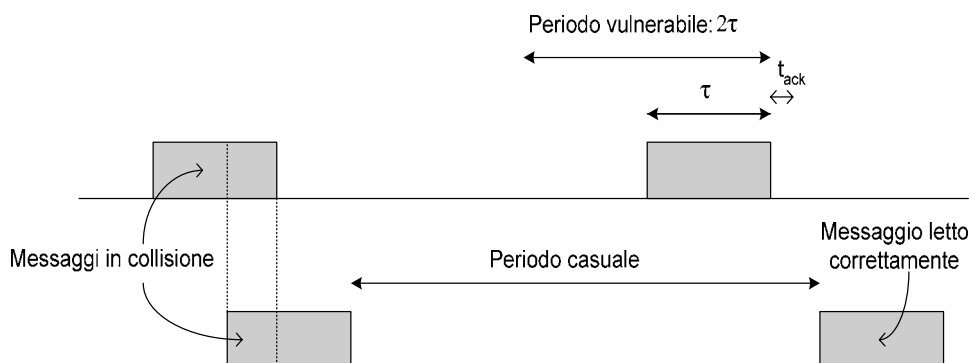 Periodo vulnerabile: 2τ
t_ack
τ
Messaggi in collisione
Periodo casuale
Messaggio letto
correttamente